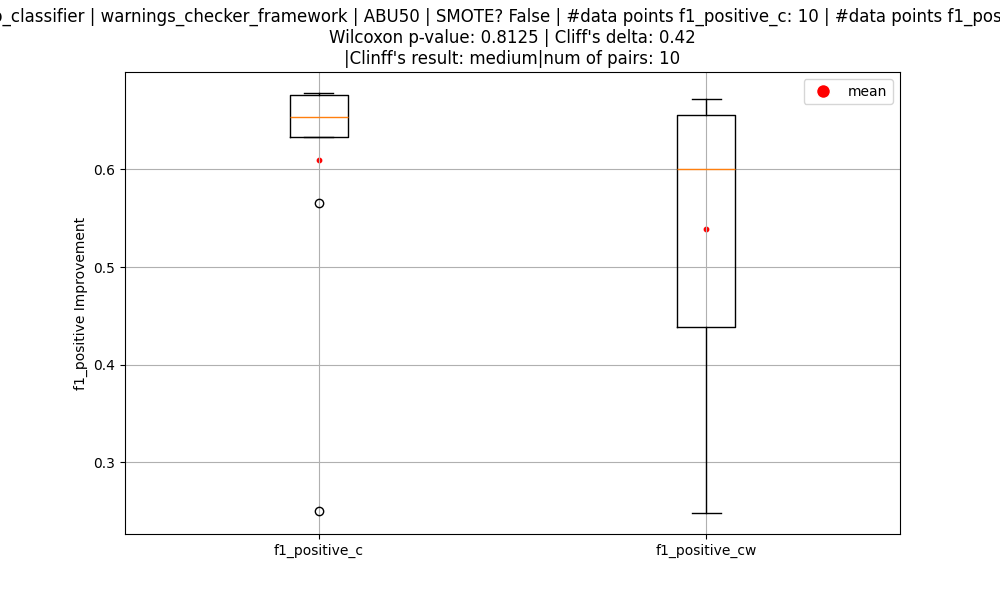 _classifier | warnings_checker_framework | ABU50 | SMOTE? False | #data points f1_positive_c: 10 | #data points f1_pos
Wilcoxon p-value: 0.8125 | Cliff's delta: 0.42
|Clinff's result: medium|num of pairs: 10
mean
f1_positive Improvement
0.6
0.5
0.4
0.3
f1_positive_c
f1_positive_cw